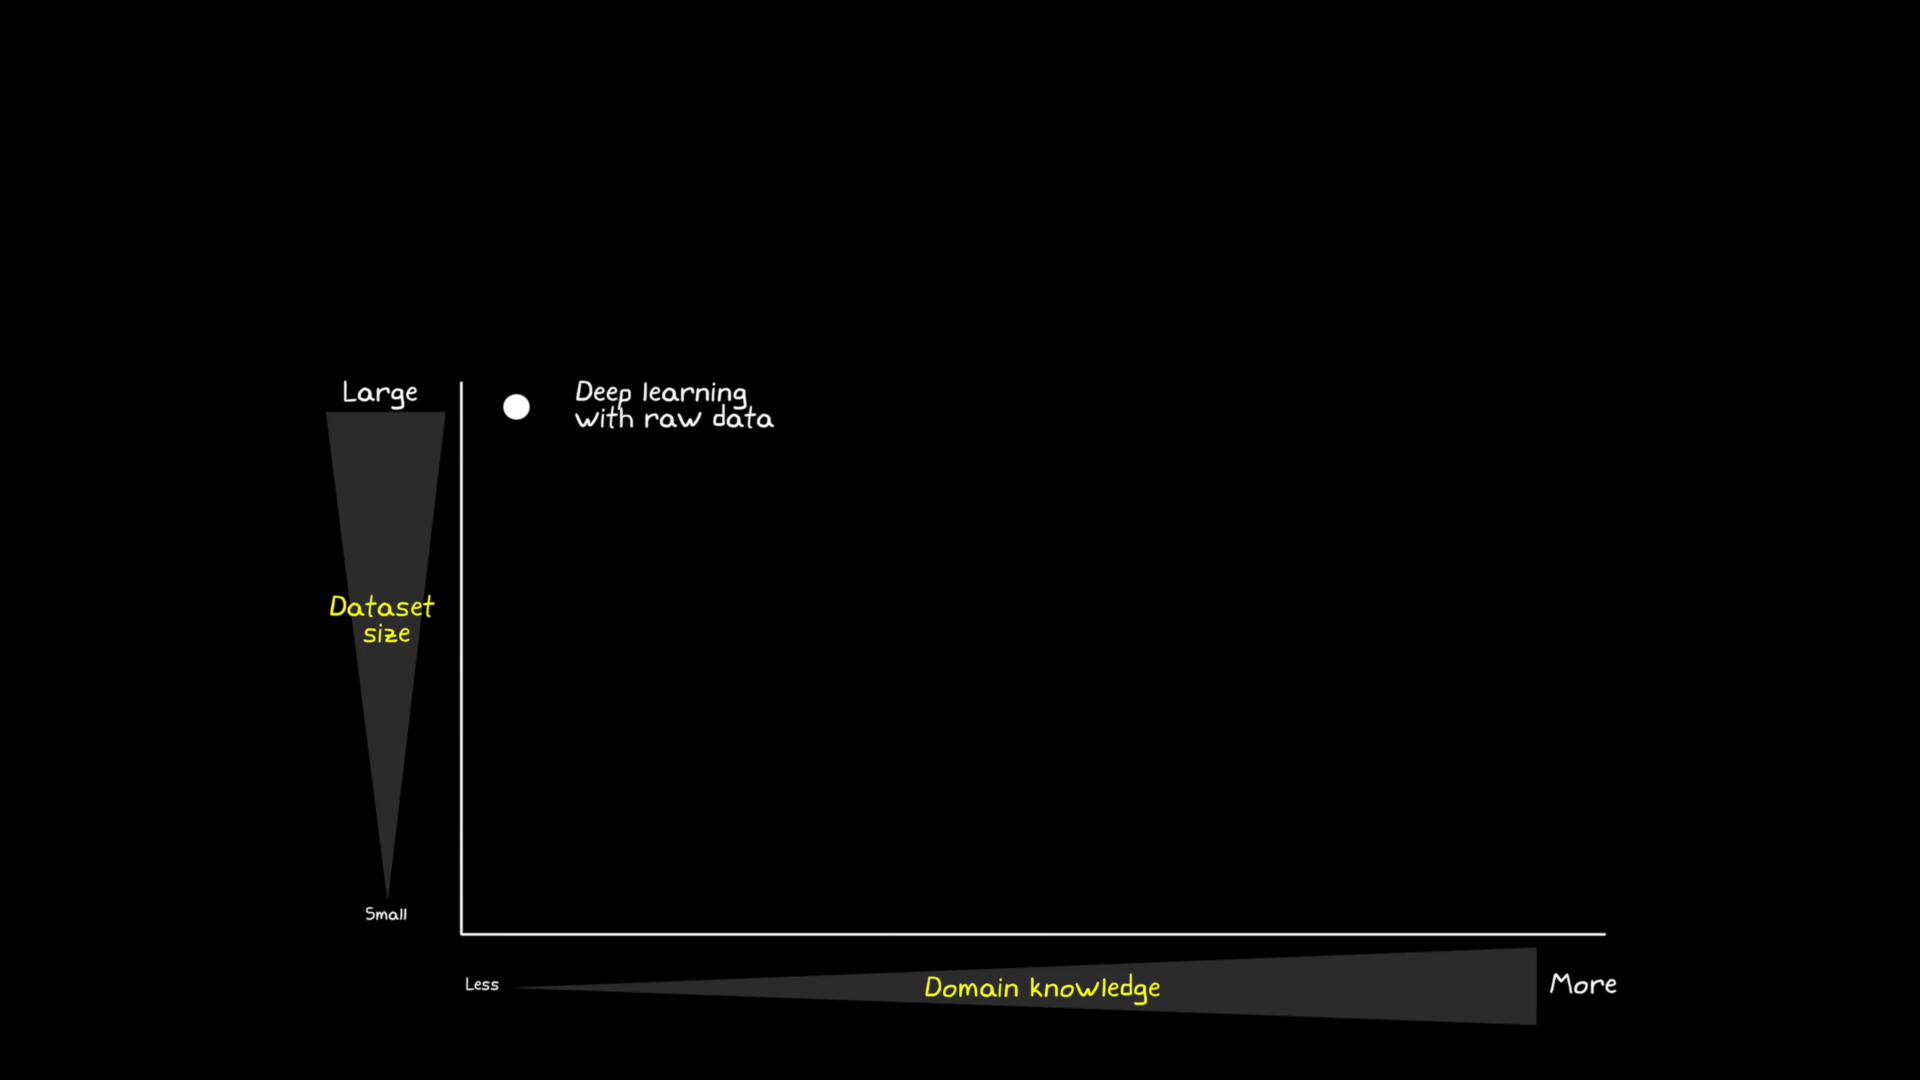 Large
Deep learning
with raw data
Dataset
size
Small
Less
Domain knowledge
More